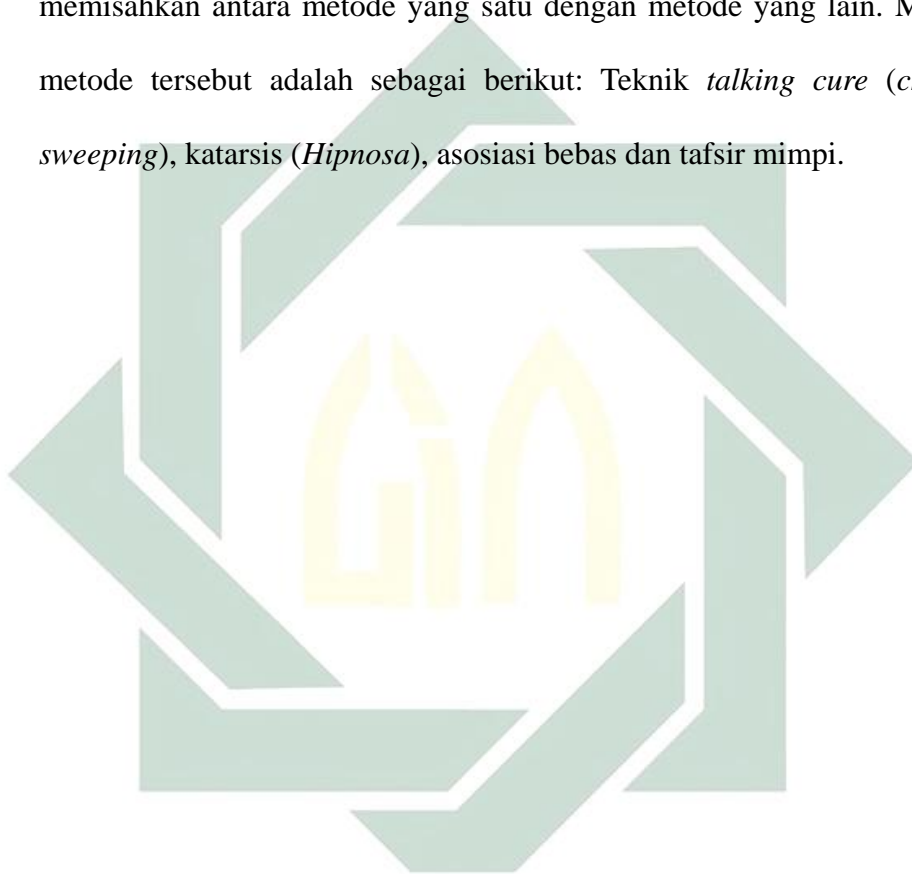 memisahkan antara metode yang satu dengan metode yang lain.
metode tersebut adalah sebagai berikut: Teknik talking cure (
sweeping), katarsis (Hipnosa), asosiasi bebas dan tafsir mimpi.